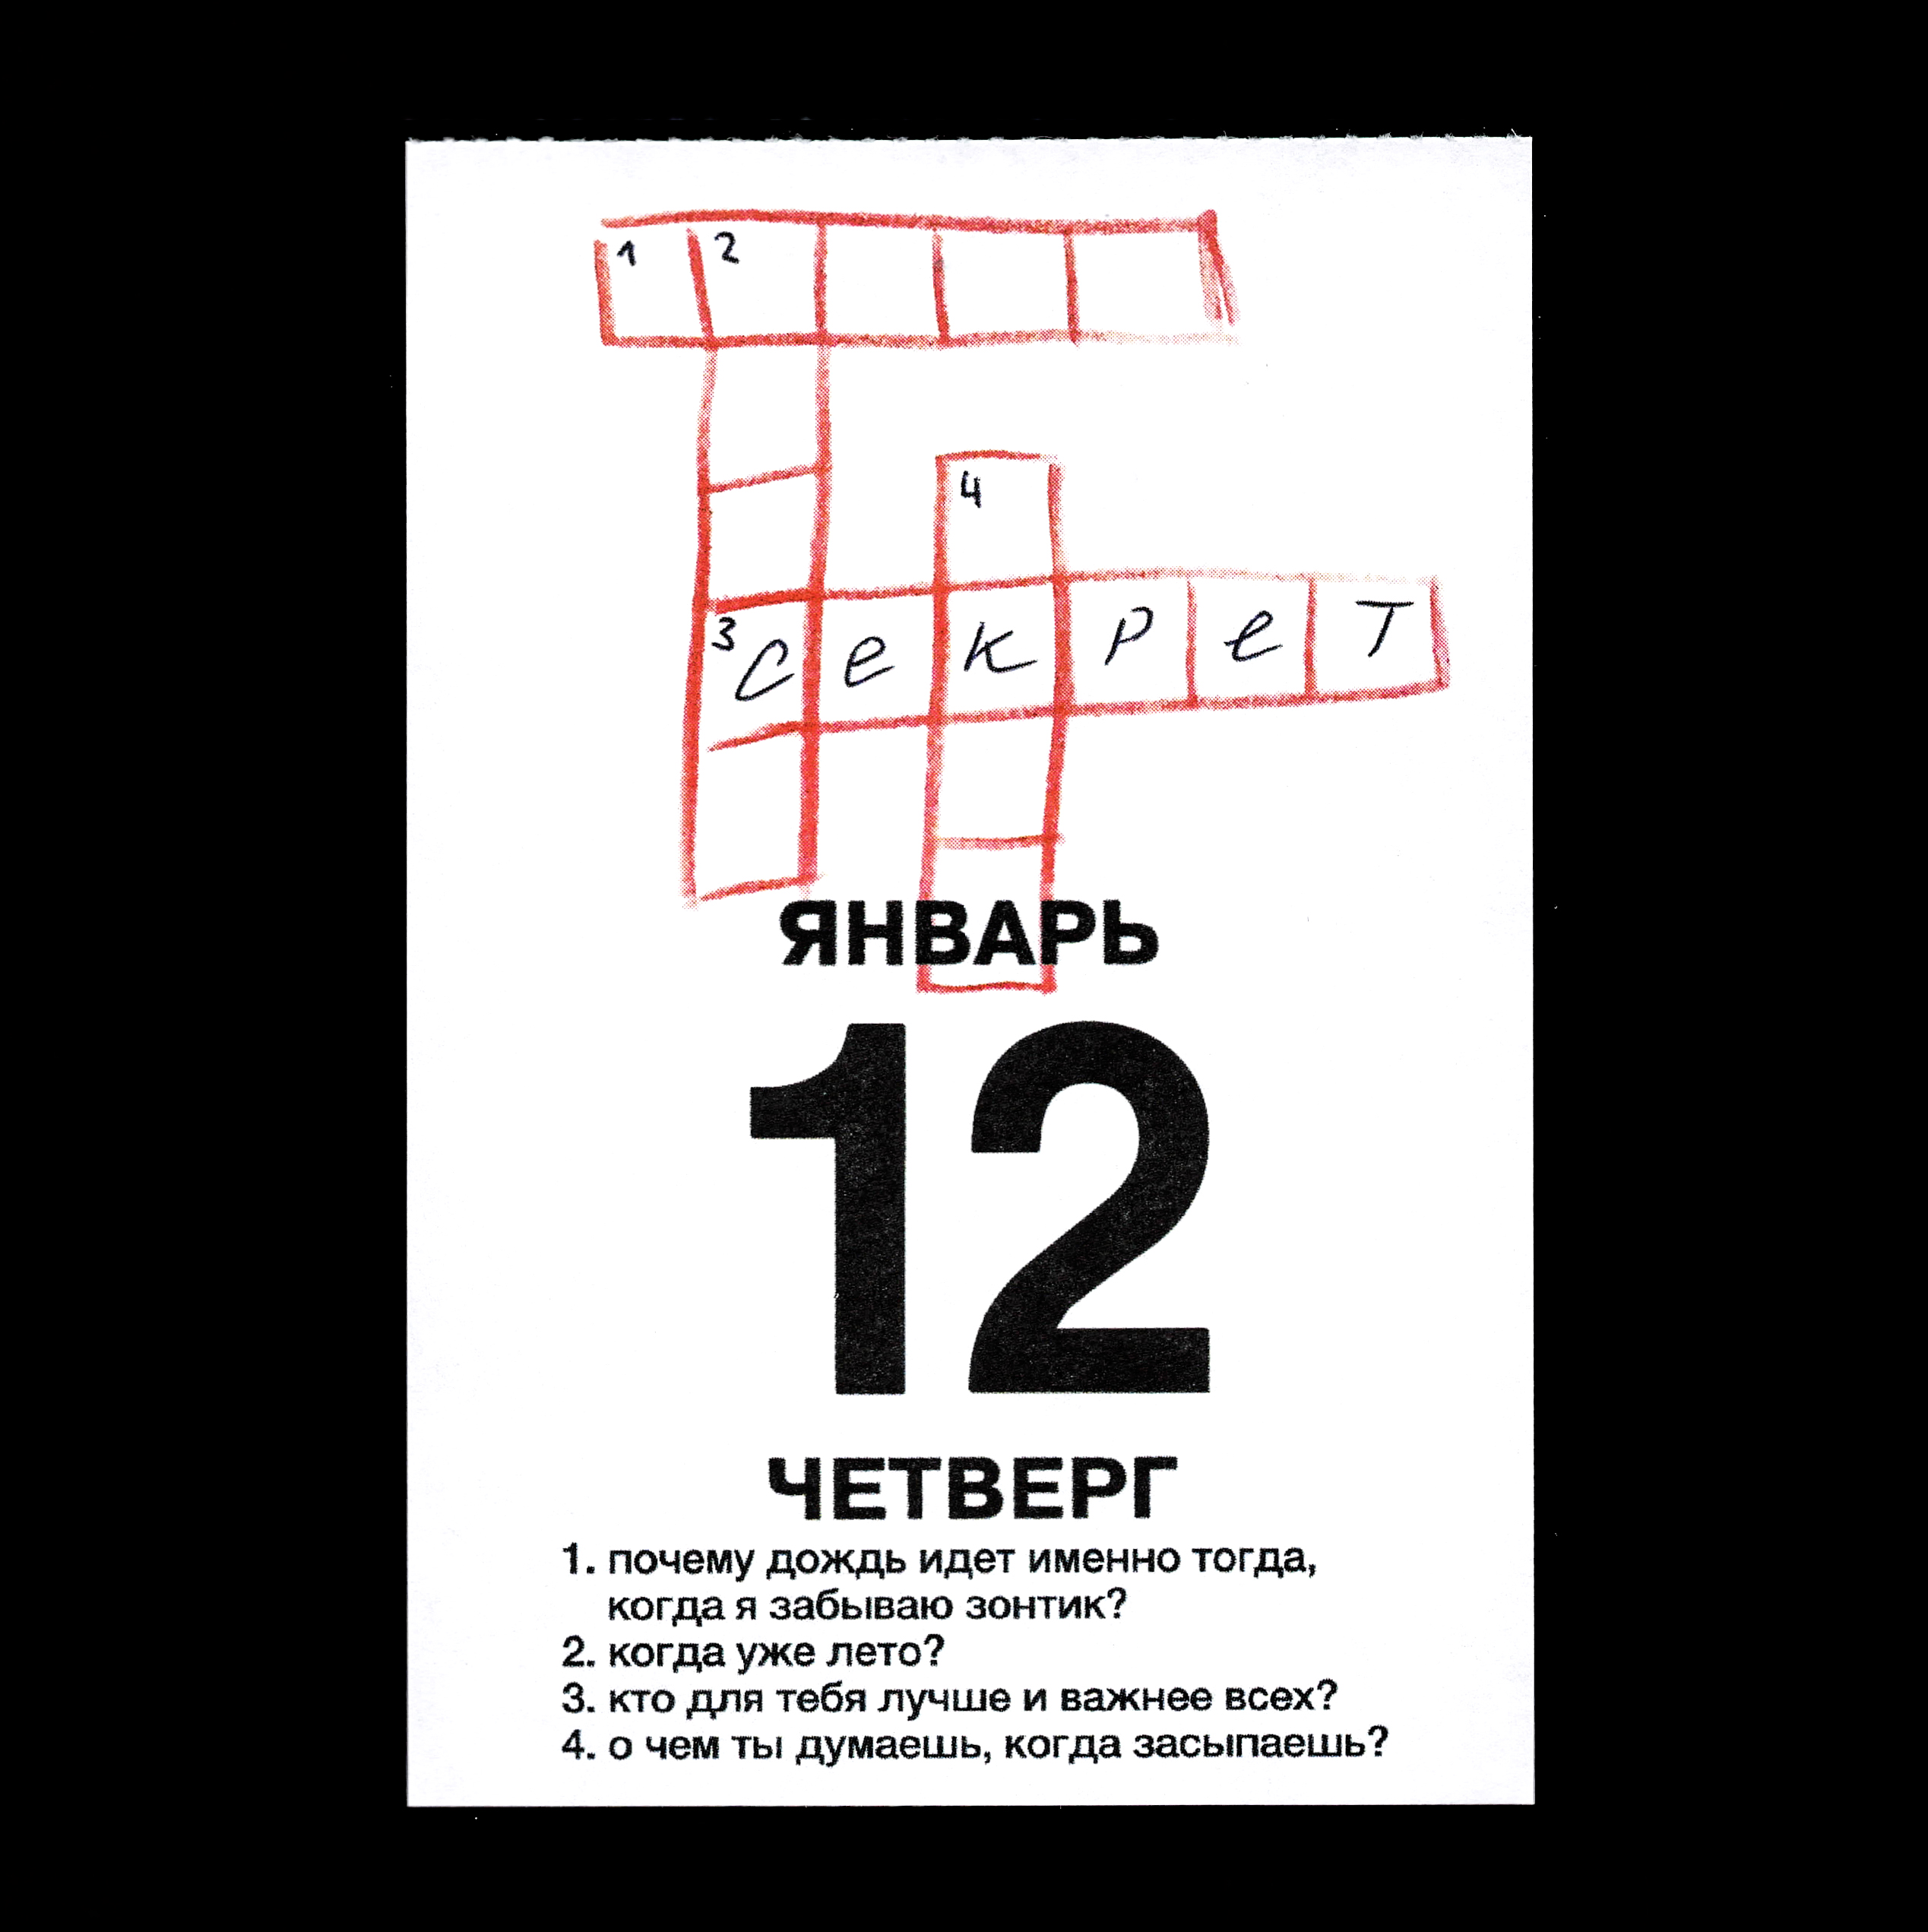 1 2
4
3 секрет
ЯНВАРЬ
12
ЧЕТВЕРГ
1. почему дождь идет именно тогда,
когда я забываю зонтик?
2. когда уже лето?
3. кто для тебя лучше и важнее всех?
4. о чем ты думаешь, когда засыпаешь?